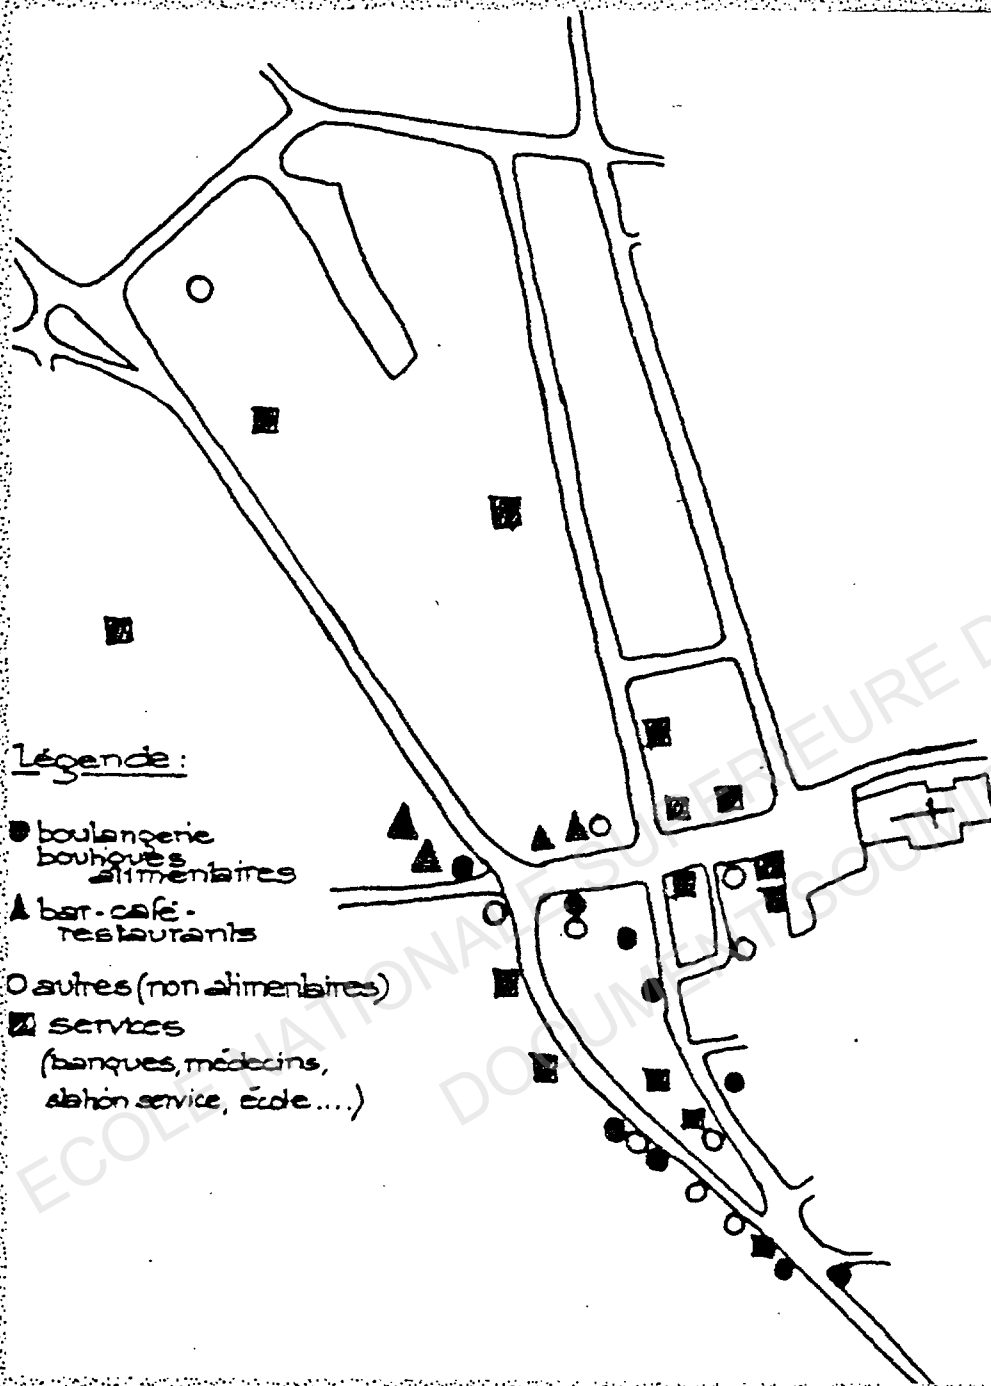 Légende :
boulangerie
boutiques
alimentaires
bar - café -
restaurants
autres (non alimentaires)
services
(banques, médecins,
station service, école ....)
ECOLE NATIONALE SUPERIEURE D
DOCUMENT SOUMI